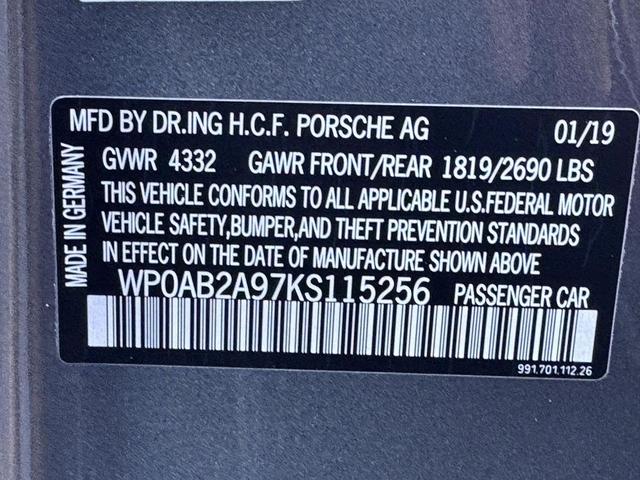 MFD BY DR.ING H.C.F. PORSCHE AG 01/19
GVWR 4332 GAWR FRONT/REAR 1819/2690 LBS
THIS VEHICLE CONFORMS TO ALL APPLICABLE U.S.FEDERAL MOTOR
VEHICLE SAFETY,BUMPER,AND THEFT PREVENTION STANDARDS
IN EFFECT ON THE DATE OF MANUFACTURE SHOWN ABOVE
WP0AB2A97KS115256 PASSENGER CAR
991.701.112.26
MADE IN GERMANY